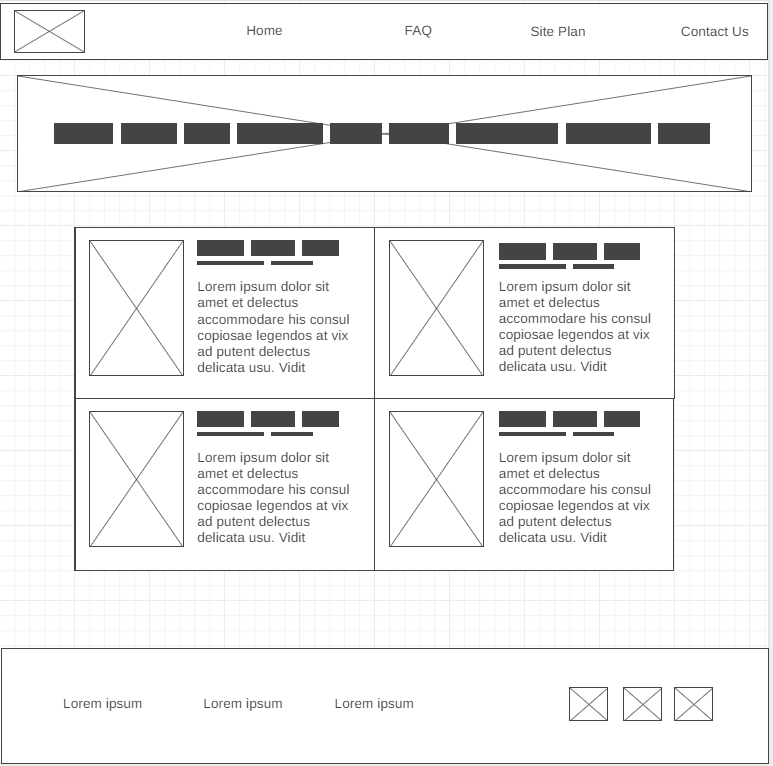 Home FAQ Site Plan Contact Us
Lorem ipsum dolor sit
amet et delectus
accommodare his consul
copiosae legendos at vix
ad putent delectus
delicata usu. Vidit
Lorem ipsum dolor sit
amet et delectus
accommodare his consul
copiosae legendos at vix
ad putent delectus
delicata usu. Vidit
Lorem ipsum dolor sit
amet et delectus
accommodare his consul
copiosae legendos at vix
ad putent delectus
delicata usu. Vidit
Lorem ipsum dolor sit
amet et delectus
accommodare his consul
copiosae legendos at vix
ad putent delectus
delicata usu. Vidit
Lorem ipsum Lorem ipsum Lorem ipsum